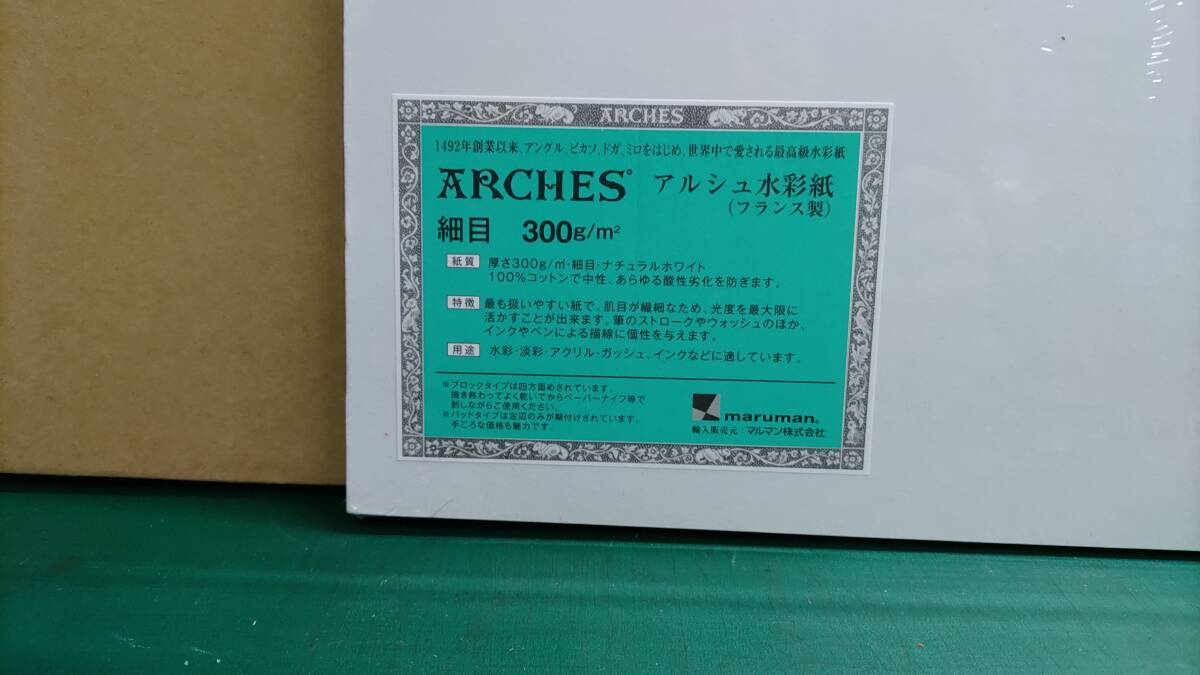 ARCHES
1492年創業以来、アングル、ピカソ、ドガ、ミロをはじめ、世界中で愛される最高級水彩紙
ARCHES® アルシュ水彩紙
(フランス製)
細目 300g/m²
紙質 厚さ300g/㎡・細目・ナチュラルホワイト
100%コットンで中性、あらゆる酸性劣化を防ぎます。
特徴 最も扱いやすい紙で、肌目が繊細なため、光度を最大限に
活かすことが出来ます。筆のストロークやウォッシュのほか、
インクやペンによる描線に個性を与えます。
用途 水彩・淡彩・アクリル・ガッシュ、インクなどに適しています。
※ブロックタイプは四方固めされています。
描き終わってよく乾いてからペーパーナイフ等で
剥しながらご使用ください。
※パッドタイプは左辺のみが糊付けされています。
手ごろな価格も魅力です。
maruman®
輸入販売元:マルマン株式会社